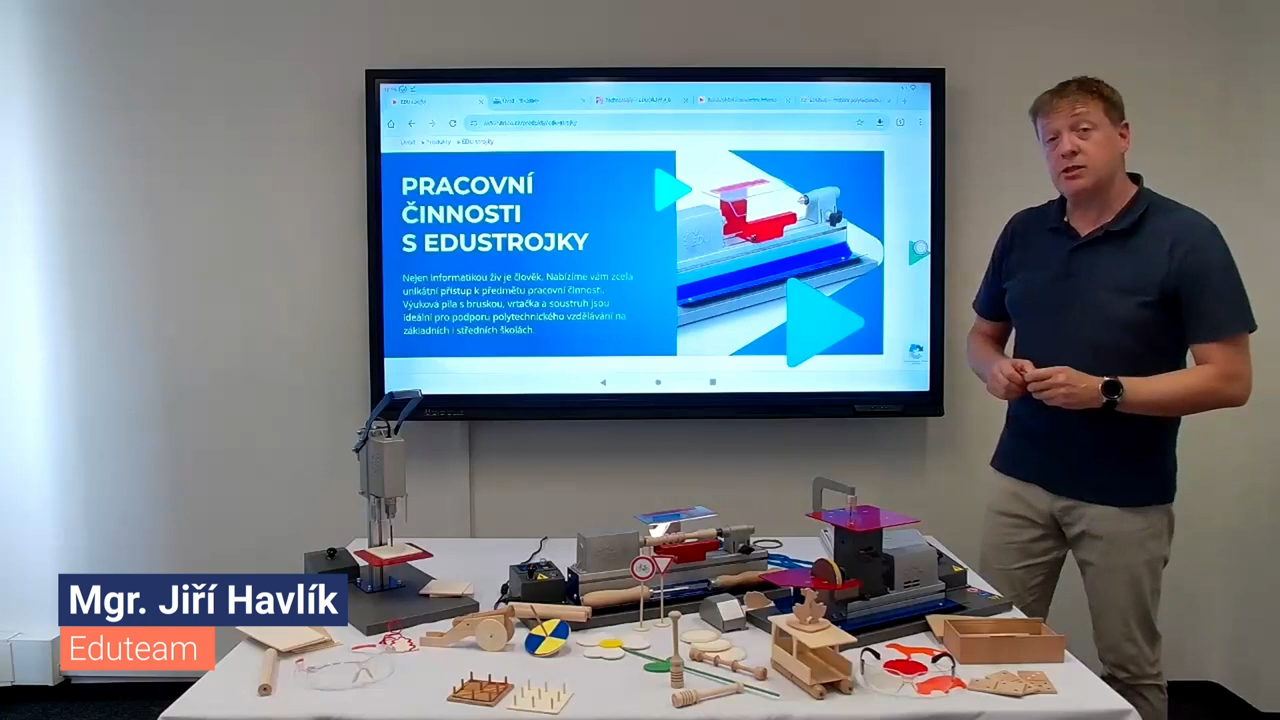 PRACOVNÍ
ČINNOSTI
S EDUSTROJKY
Nejen informatikou živ je člověk. Nabízíme vám zcela
unikátní přístup k předmětu pracovní činnosti.
Výuková pila s bruskou, vrtačka a soustruh jsou
ideální pro podporu polytechnického vzdělávání na
základních i středních školách.
Mgr. Jiří Havlík
Eduteam